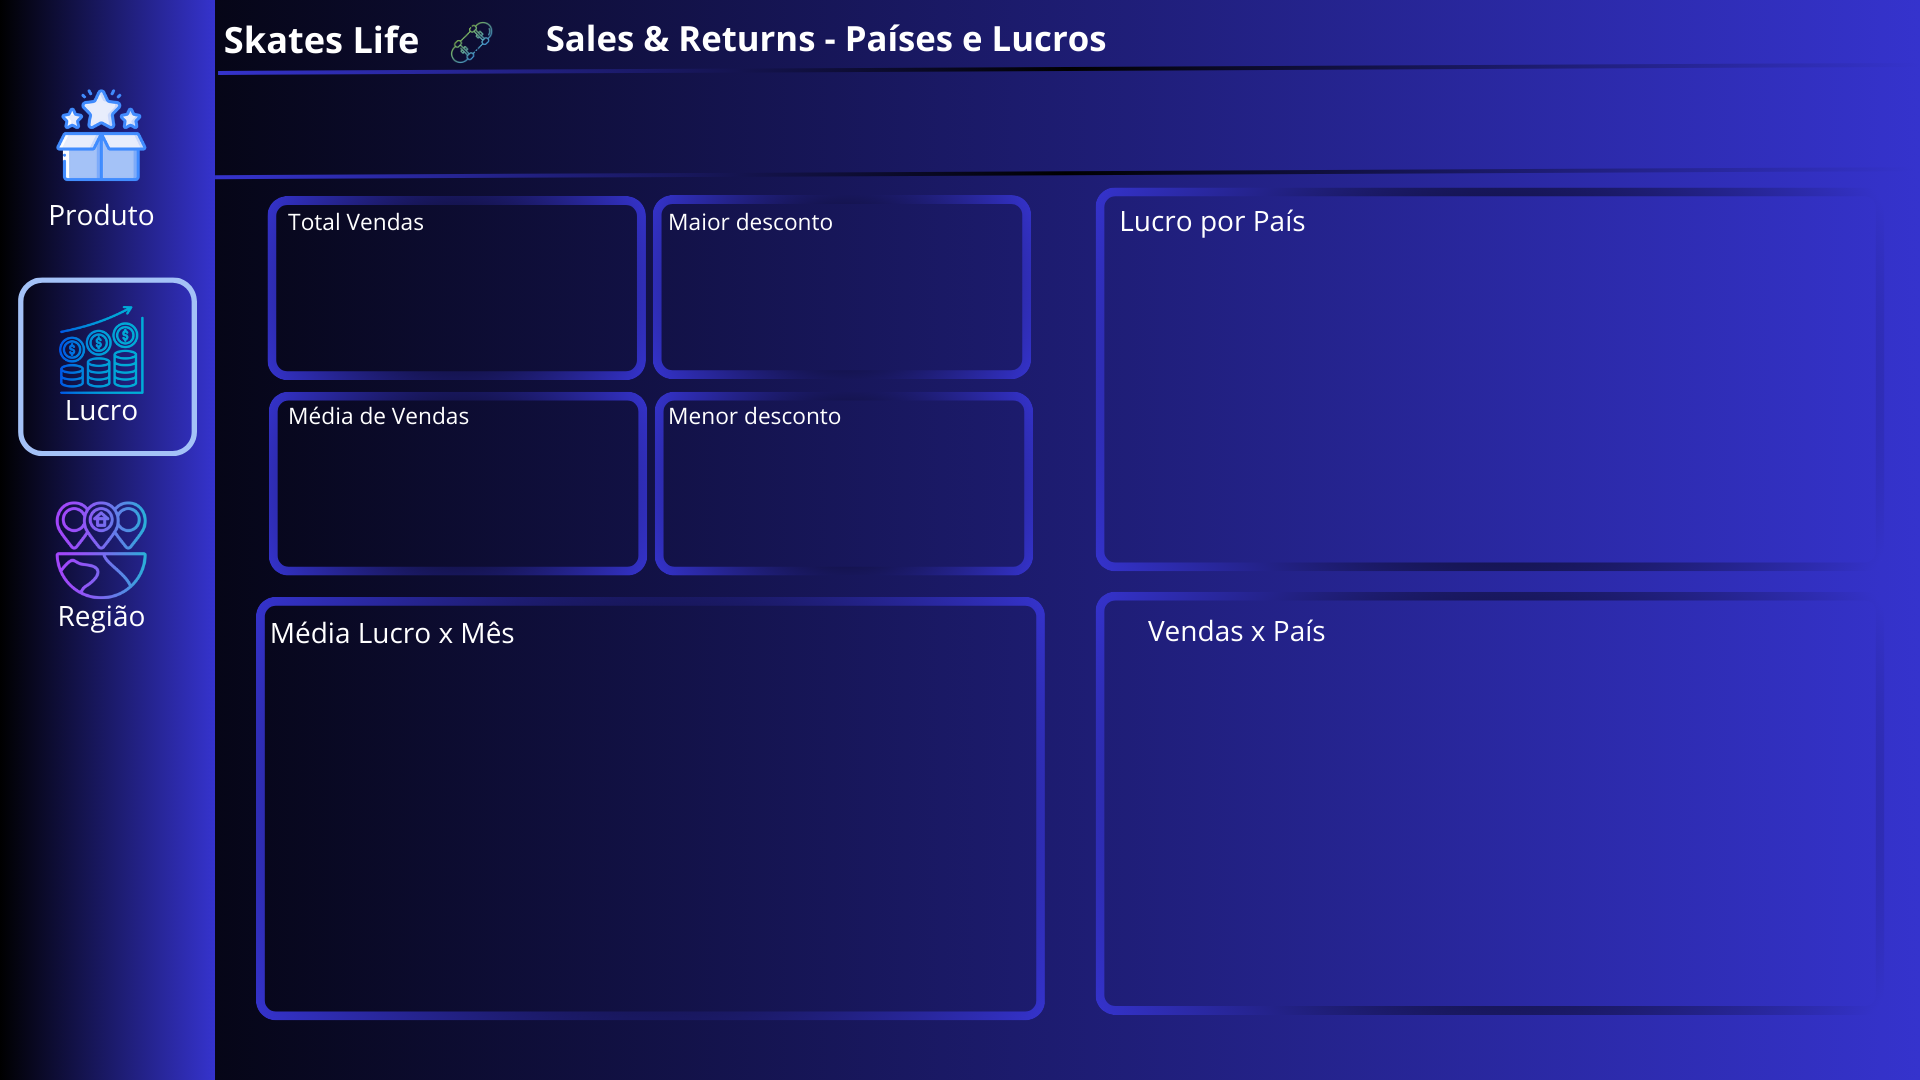 Skates Life
Sales & Returns - Países e Lucros
Produto
Lucro
Região
Total Vendas
Maior desconto
Média de Vendas
Menor desconto
Lucro por País
Média Lucro x Mês
Vendas x País